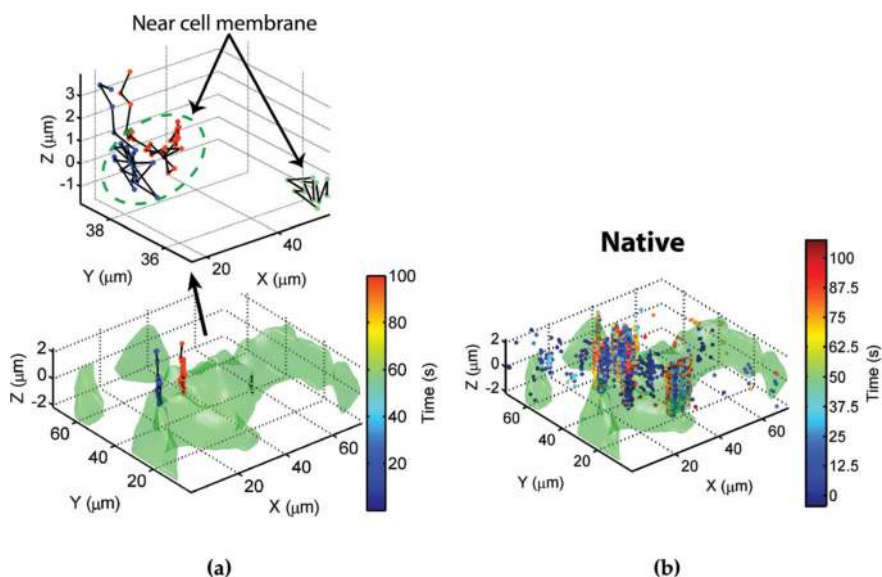 Near cell membrane
3
2
1
0
-1
Z (μm)
38
36
Y (μm)
20
40
X (μm)
2
0
-2
Z (μm)
60
40
20
Y (μm)
20
40
60
X (μm)
100
80
60
40
20
Time (s)
(a)
Native
2
0
-2
Z (μm)
60
40
20
Y (μm)
20
40
60
X (μm)
100
87.5
75
62.5
50
37.5
25
12.5
0
Time (s)
(b)